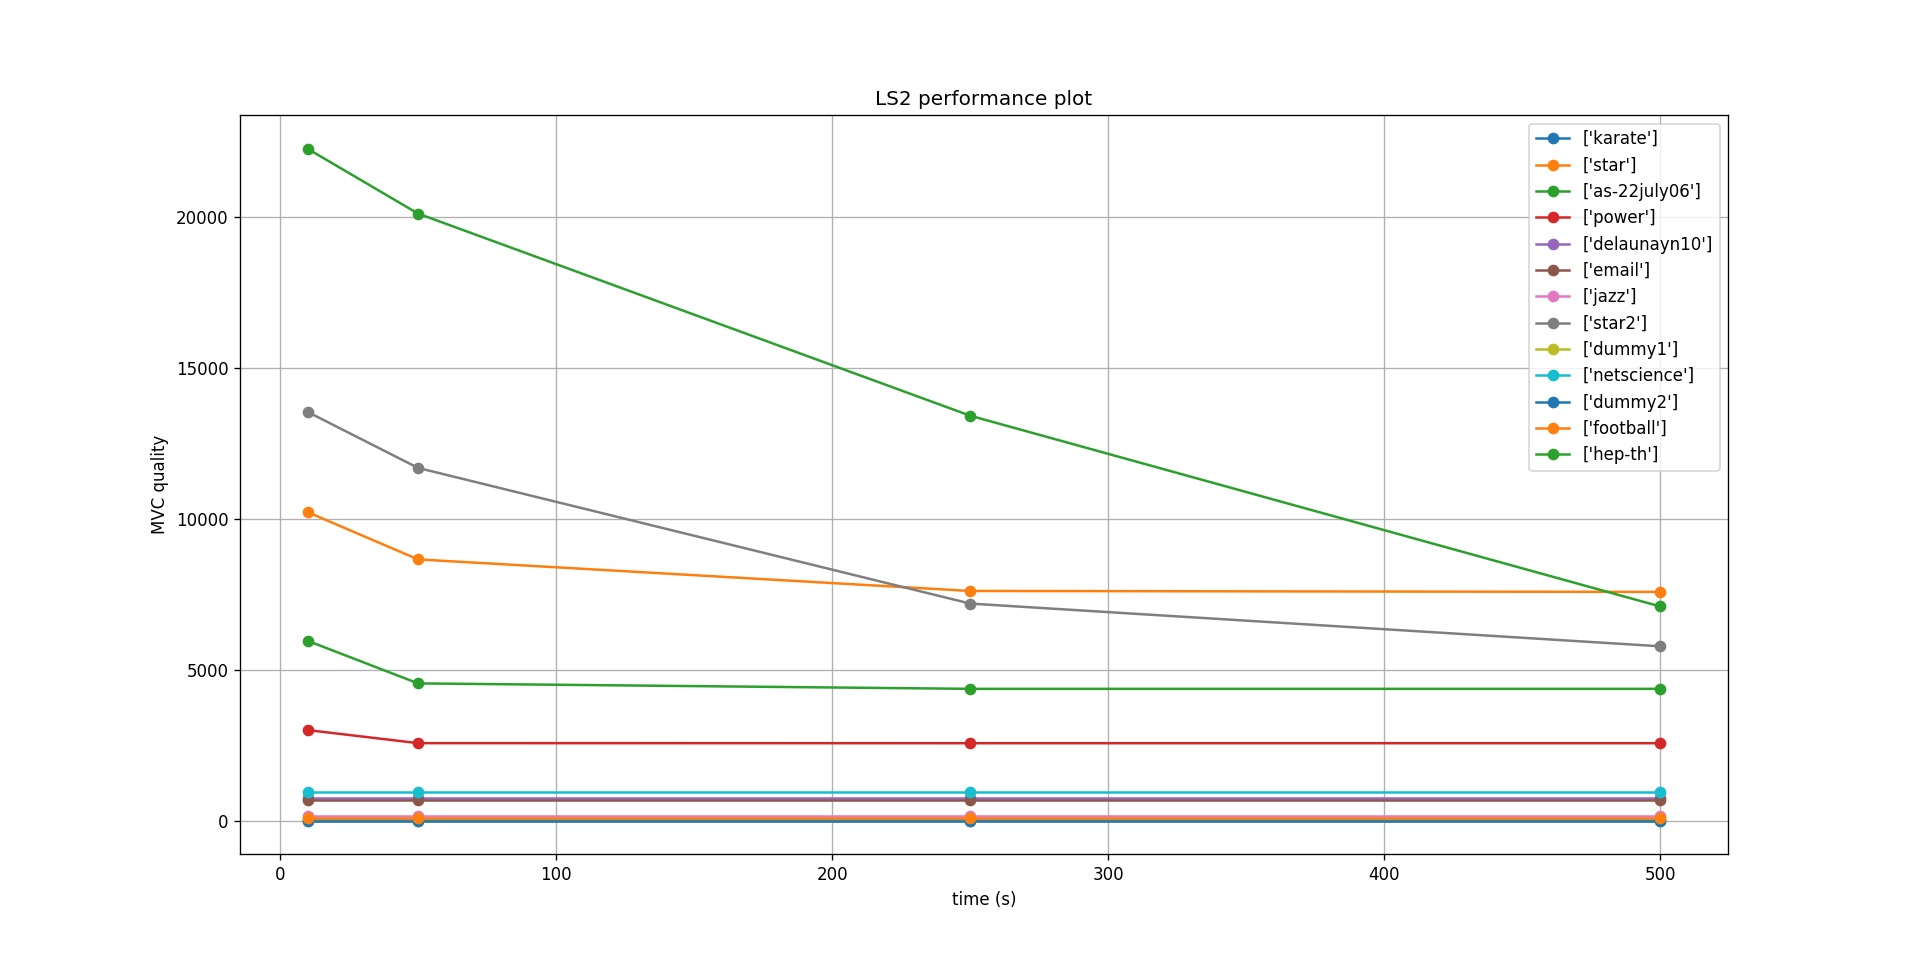 LS2 performance plot
MVC quality
20000
15000
10000
5000
0
0 100 200 300 400 500
time (s)
['karate']
['star']
['as-22july06']
['power']
['delaunayn10']
['email']
['jazz']
['star2']
['dummy1']
['netscience']
['dummy2']
['football']
['hep-th']